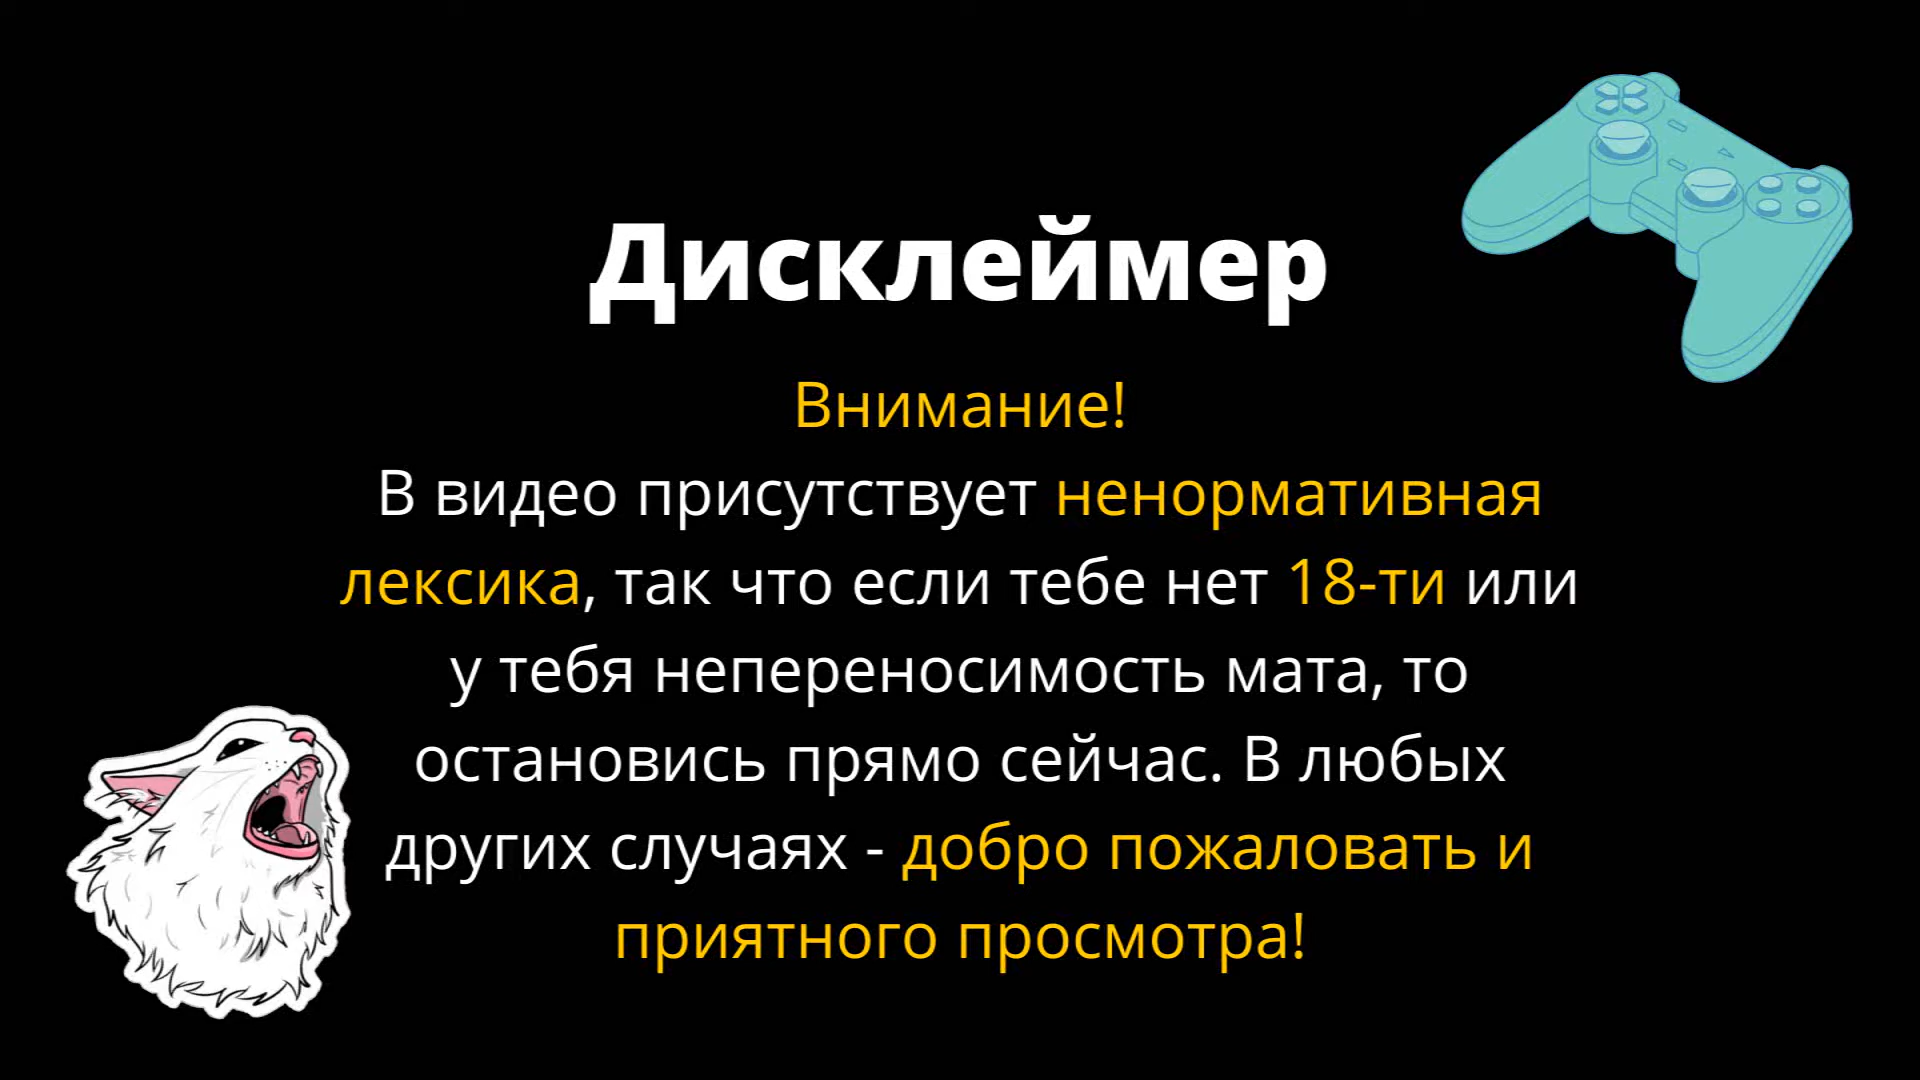 Дисклеймер
Внимание!
В видео присутствует ненормативная
лексика, так что если тебе нет 18-ти или
у тебя непереносимость мата, то
остановись прямо сейчас. В любых
других случаях - добро пожаловать и
приятного просмотра!